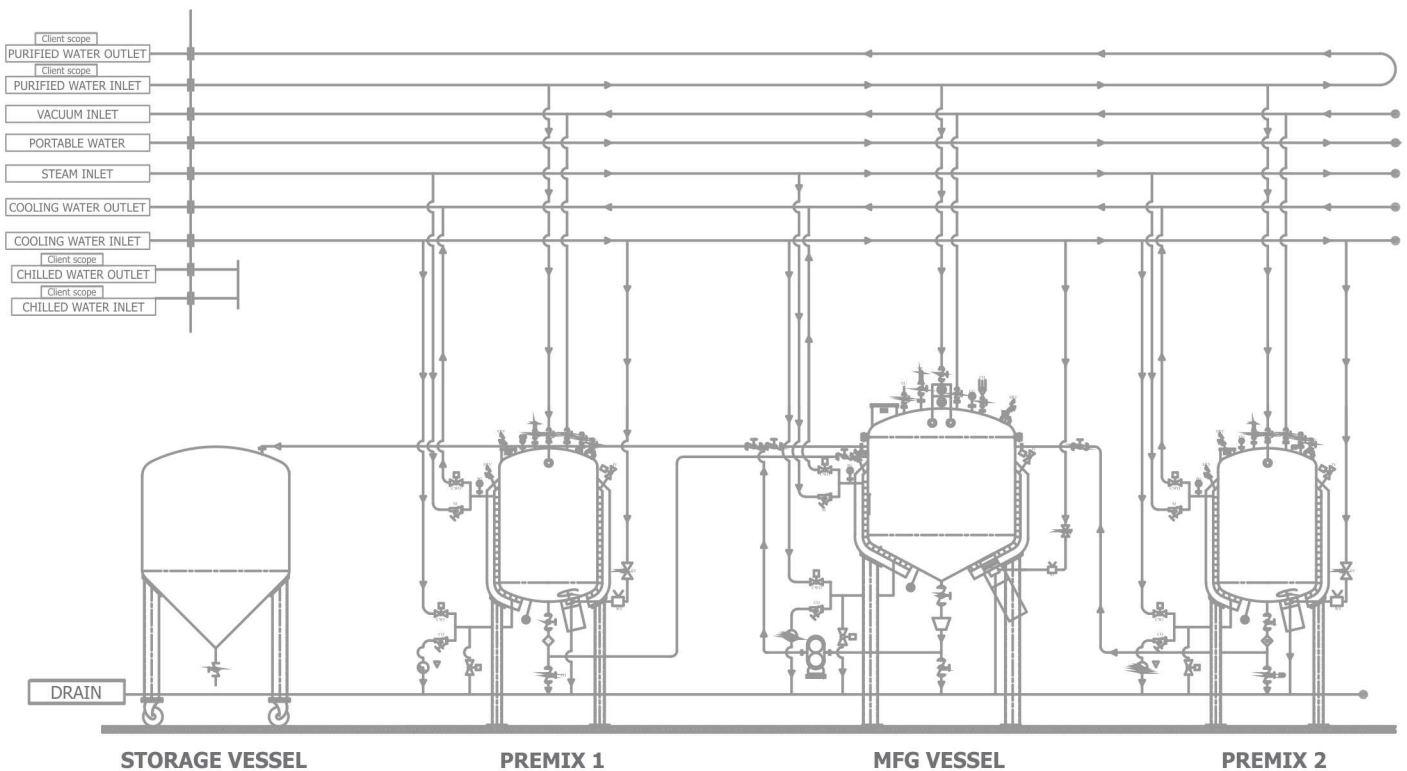 Client scope
PURIFIED WATER OUTLET
Client scope
PURIFIED WATER INLET
VACUUM INLET
PORTABLE WATER
STEAM INLET
COOLING WATER OUTLET
COOLING WATER INLET
Client scope
CHILLED WATER OUTLET
Client scope
CHILLED WATER INLET
DRAIN
STORAGE VESSEL
PREMIX 1
MFG VESSEL
PREMIX 2